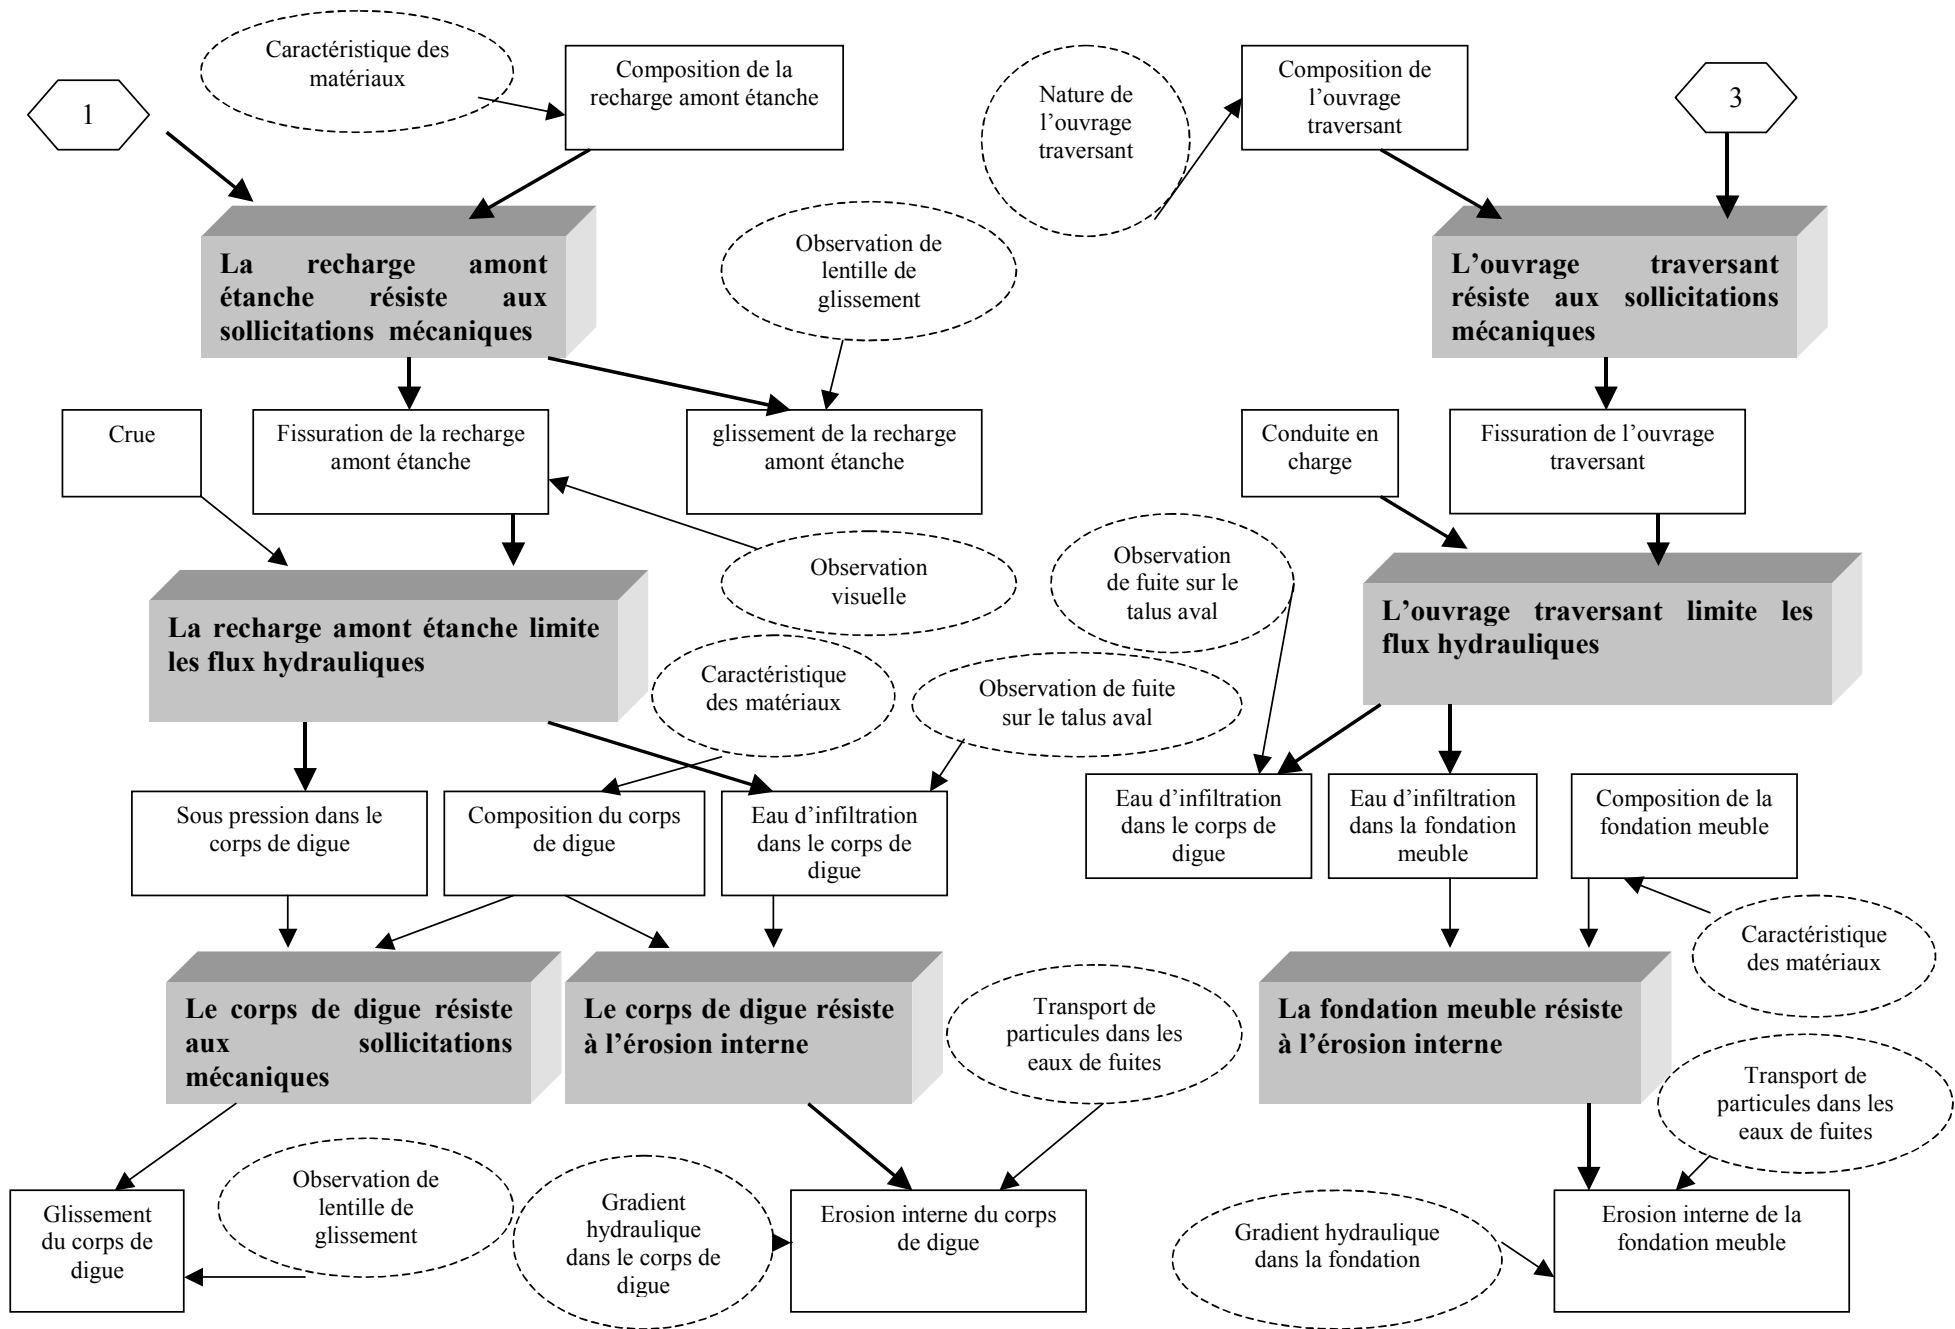 Caractéristique des
matériaux
Composition de la
recharge amont étanche
1
Nature de
l’ouvrage
traversant
Composition de
l’ouvrage
traversant
3
La recharge amont
étanche résiste aux
sollicitations mécaniques
Observation de
lentille de
glissement
L’ouvrage traversant
résiste aux sollicitations
mécaniques
Crue
Fissuration de la recharge
amont étanche
glissement de la recharge
amont étanche
Conduite en
charge
Fissuration de l’ouvrage
traversant
Observation
visuelle
Observation
de fuite sur le
talus aval
La recharge amont étanche limite
les flux hydrauliques
L’ouvrage traversant limite les
flux hydrauliques
Caractéristique
des matériaux
Observation de fuite
sur le talus aval
Sous pression dans le
corps de digue
Composition du corps
de digue
Eau d’infiltration
dans le corps de
digue
Eau d’infiltration
dans le corps de
digue
Eau d’infiltration
dans la fondation
meuble
Composition de la
fondation meuble
Caractéristique
des matériaux
Le corps de digue résiste
aux sollicitations
mécaniques
Le corps de digue résiste
à l’érosion interne
Transport de
particules dans les
eaux de fuites
La fondation meuble résiste
à l’érosion interne
Transport de
particules dans les
eaux de fuites
Glissement
du corps de
digue
Observation de
lentille de
glissement
Gradient
hydraulique
dans le corps de
digue
Erosion interne du corps
de digue
Gradient hydraulique
dans la fondation
Erosion interne de la
fondation meuble